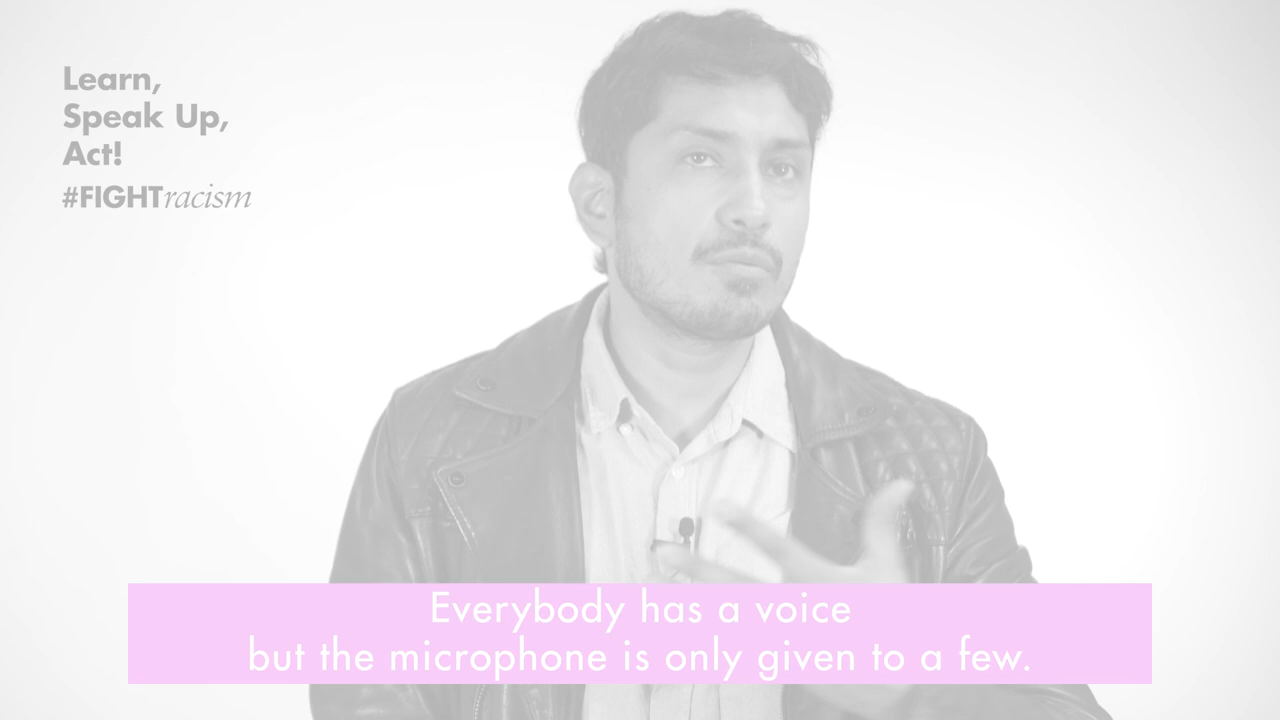 Learn,
Speak Up,
Act!
#FIGHTracism
Everybody has a voice
but the microphone is only given to a few.